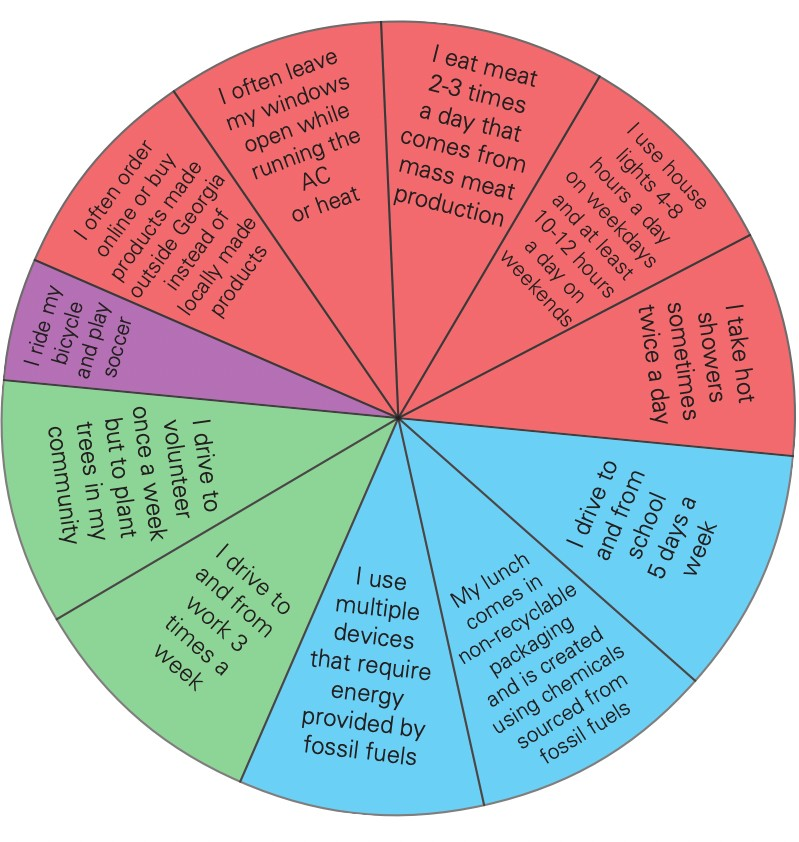 I eat meat
2-3 times
a day that
comes from
mass meat
production
I use house
lights 4-8
hours a day
on weekdays
and at least
10-12 hours
a day on
weekends
I take hot
showers
sometimes
twice a day
I drive to
and from
school
5 days a
week
My lunch
comes in
non-recyclable
packaging
and is created
using chemicals
sourced from
fossil fuels
I use
multiple
devices
that require
energy
provided by
fossil fuels
I drive to
and from
work 3
times a
week
I drive to
volunteer
once a week
but to plant
trees in my
community
I ride my
bicycle
and play
soccer
I often order
online or buy
products made
outside Georgia
instead of
locally made
products
I often leave
my windows
open while
running the
AC
or heat